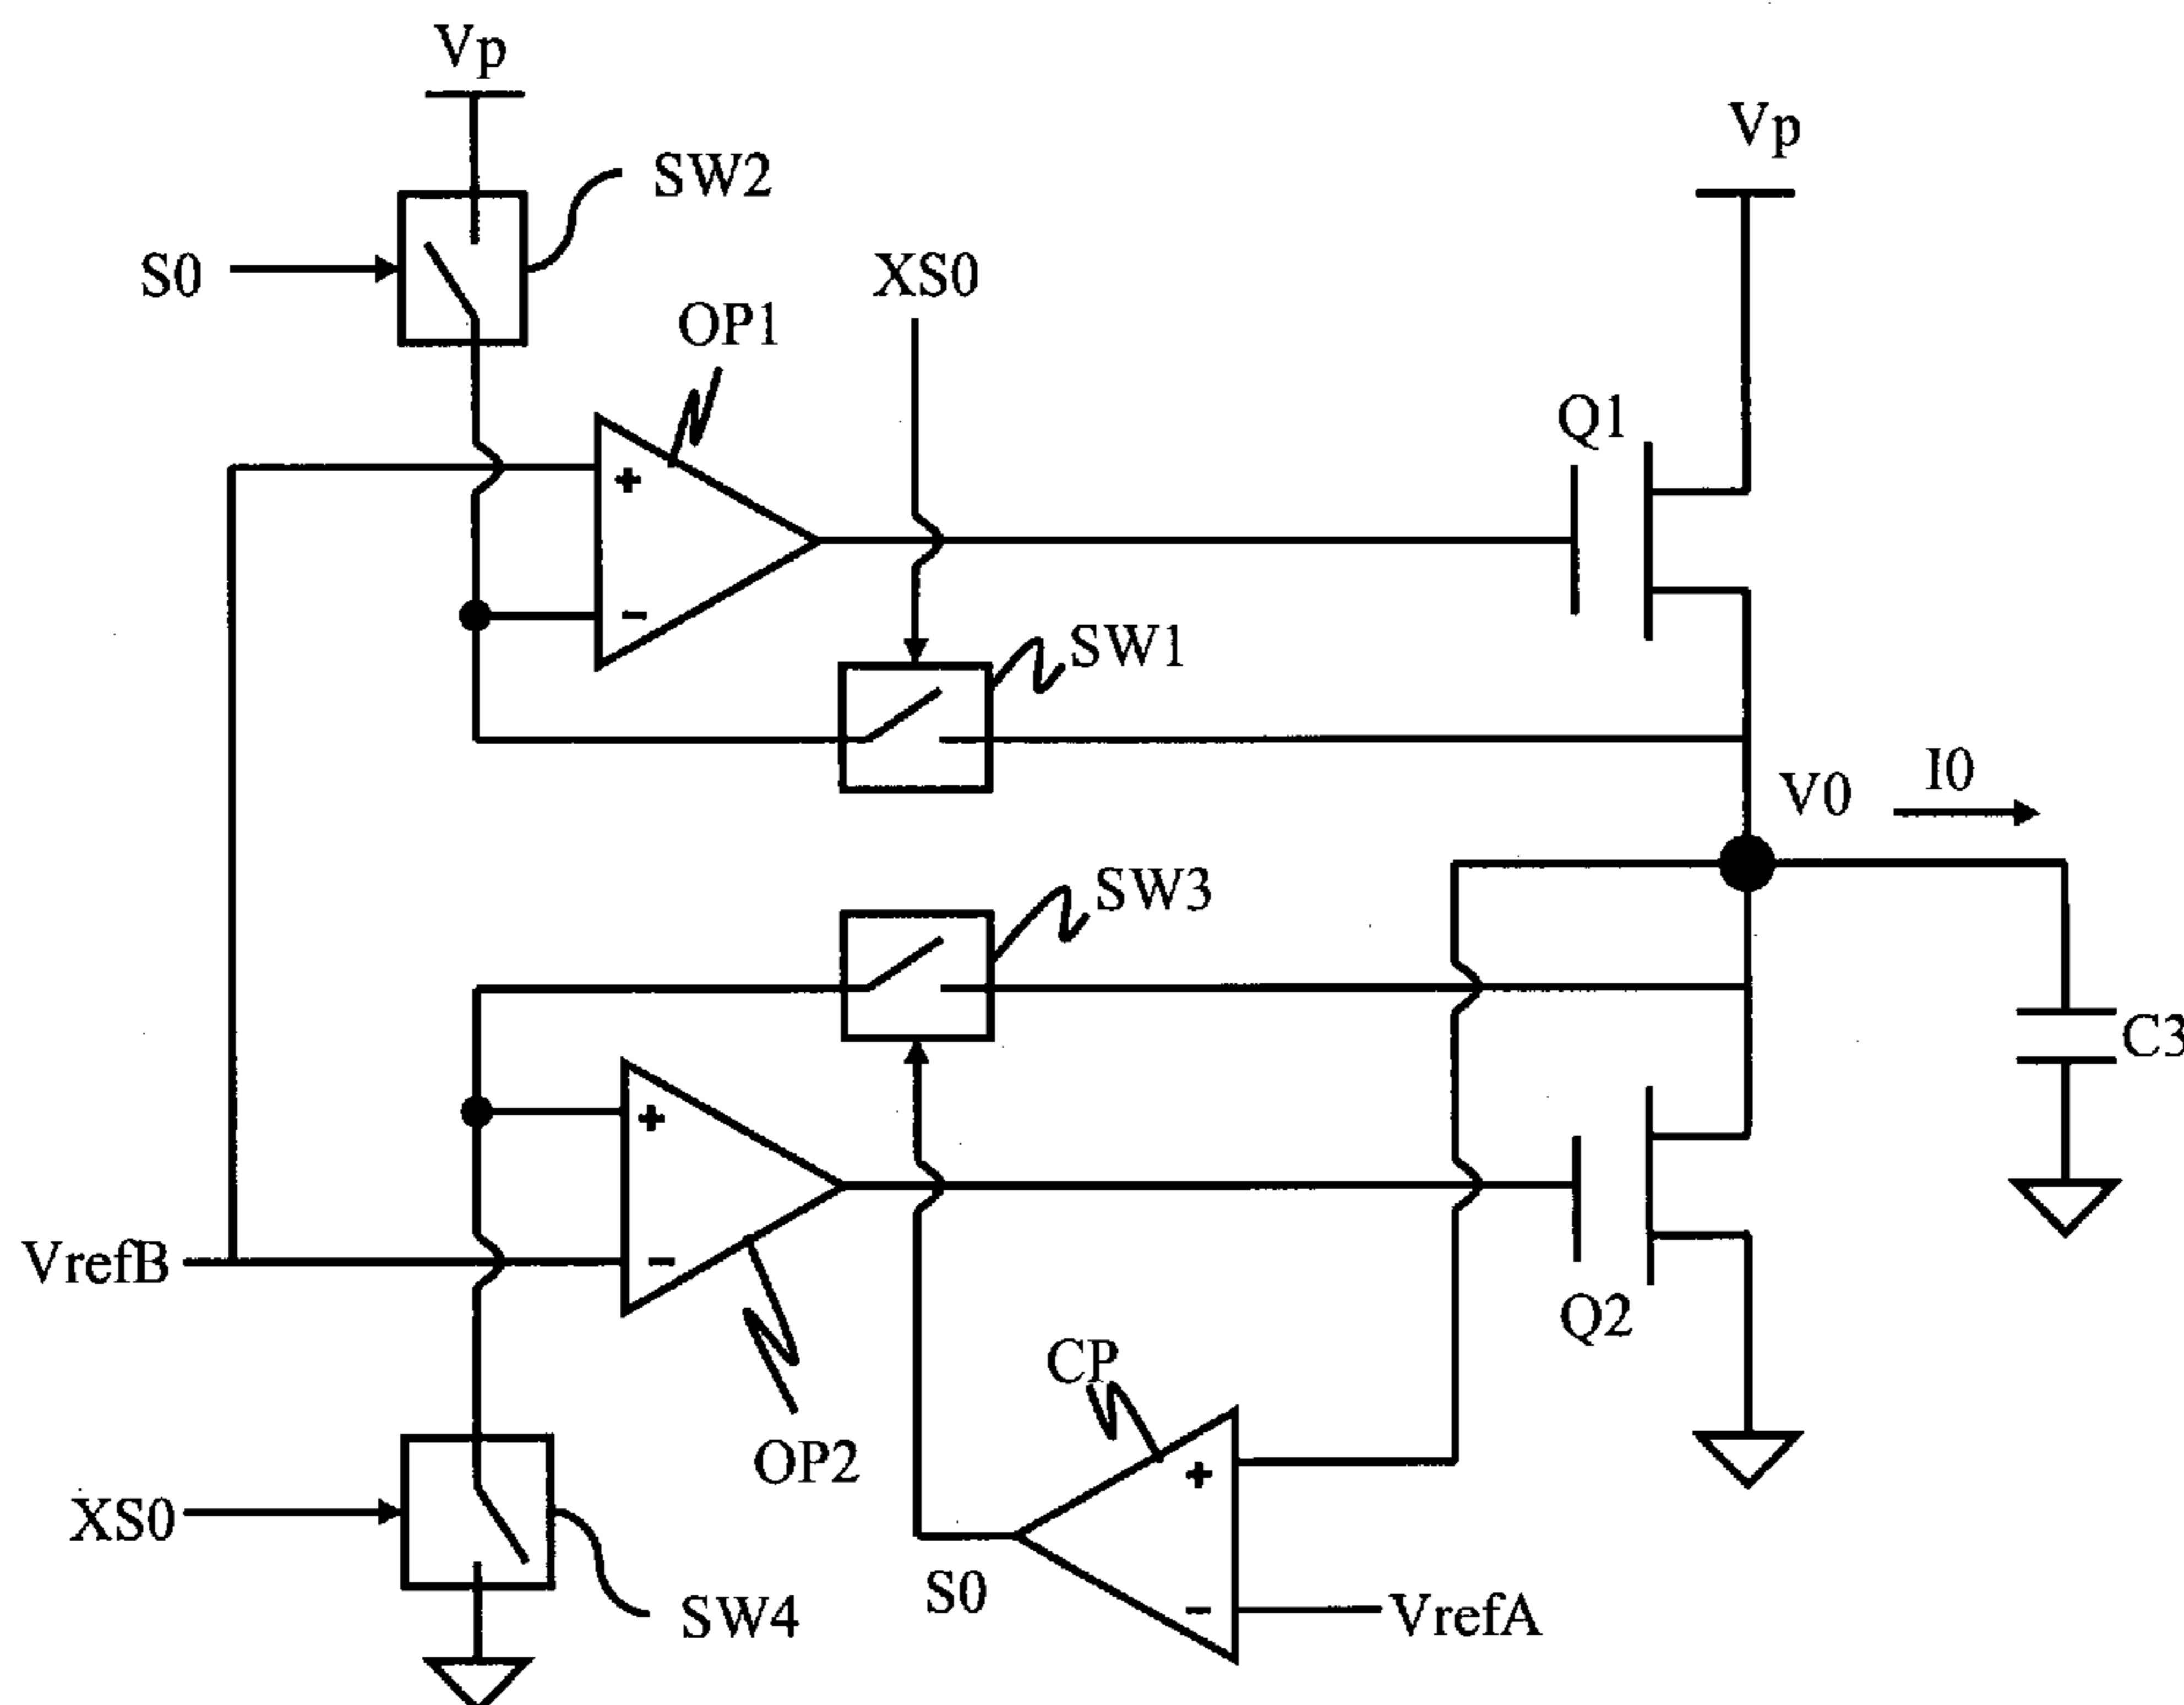 Vp
Vp
SW2
S0
XS0
OP1
Q1
+
-
SW1
I0
V0
SW3
C3
+
-
VrefB
Q2
CP
OP2
+
XS0
S0
-
VrefA
SW4